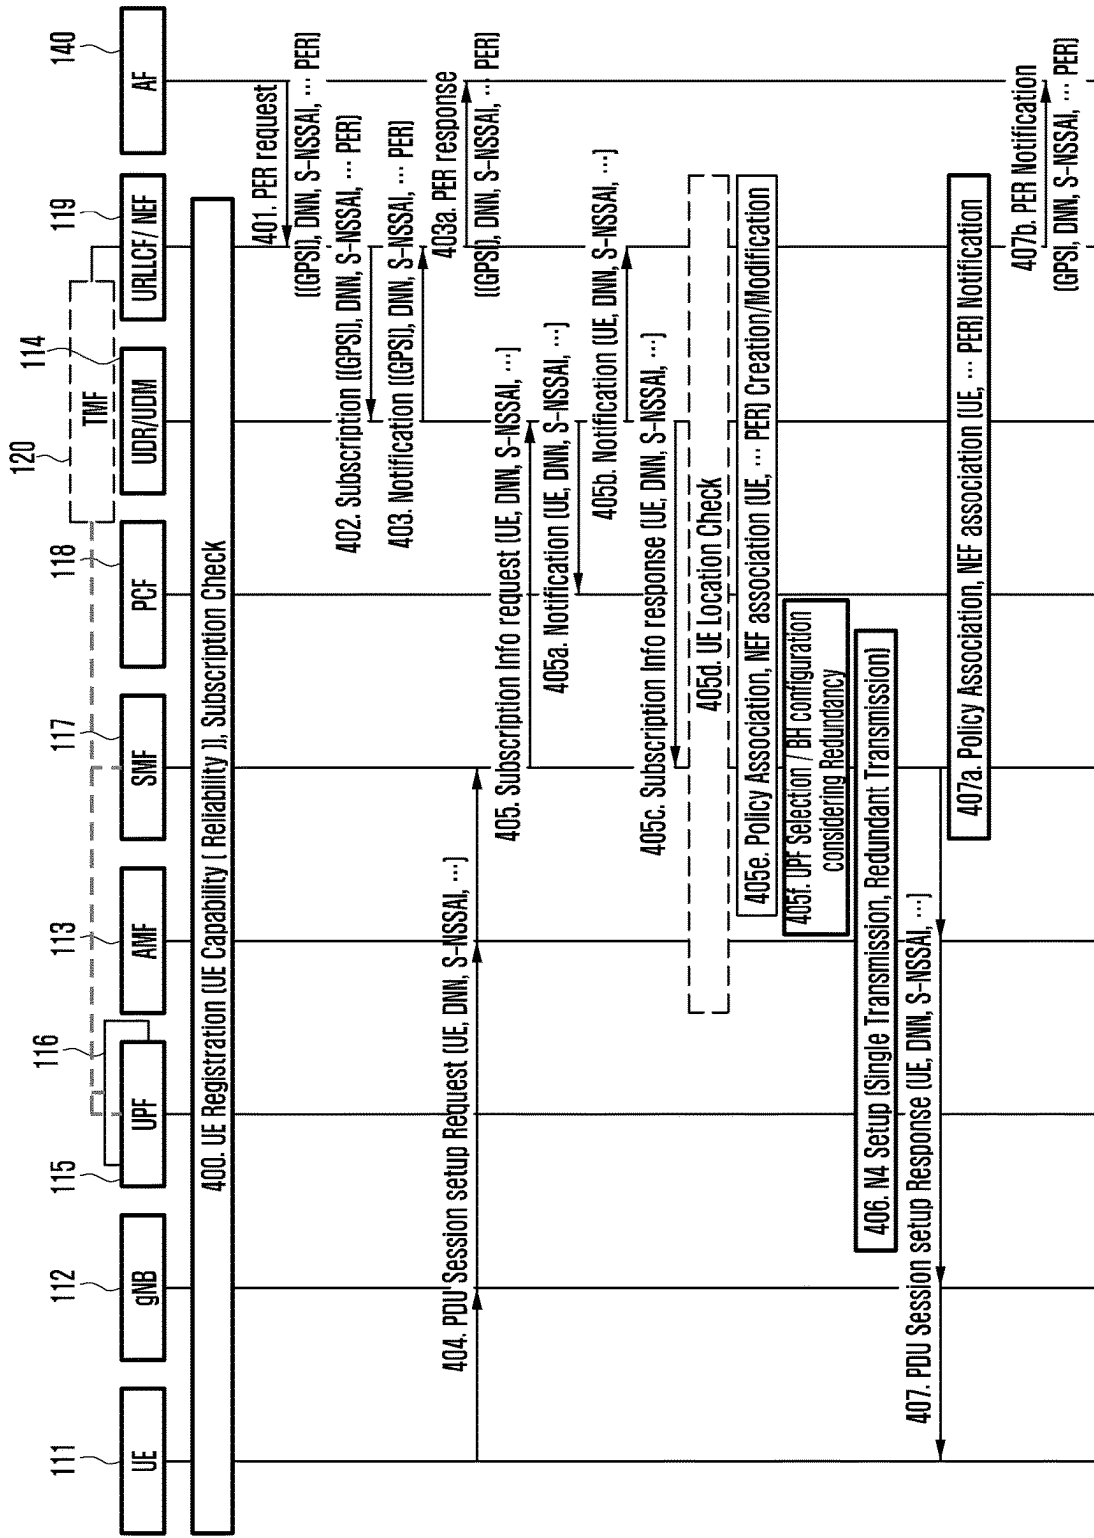 111
112
115
116
113
117
118
120
114
119
140
TMF
UE
gNB
UPF
AMF
SMF
PCF
UDR/UDM
URLLCF/ NEF
AF
400. UE Registration (UE Capability ( Reliability )), Subscription Check
401. PER request
((GPSI), DNN, S-NSSAI, ··· PER)
402. Subscription ((GPSI), DNN, S-NSSAI, ··· PER)
403. Notification ((GPSI), DNN, S-NSSAI, ··· PER)
403a. PER response
((GPSI), DNN, S-NSSAI, ··· PER)
404. PDU Session setup Request (UE, DNN, S-NSSAI, ···)
405. Subscription Info request (UE, DNN, S-NSSAI, ···)
405a. Notification (UE, DNN, S-NSSAI, ···)
405b. Notification (UE, DNN, S-NSSAI, ···)
405c. Subscription Info response (UE, DNN, S-NSSAI, ···)
405d. UE Location Check
405e. Policy Association, NEF association (UE, ··· PER) Creation/Modification
405f. UPF Selection / BH configuration
considering Redundancy
406. N4 Setup (Single Transmission, Redundant Transmission)
407. PDU Session setup Response (UE, DNN, S-NSSAI, ···)
407a. Policy Association, NEF association (UE, ··· PER) Notification
407b. PER Notification
(GPSI, DNN, S-NSSAI, ··· PER)